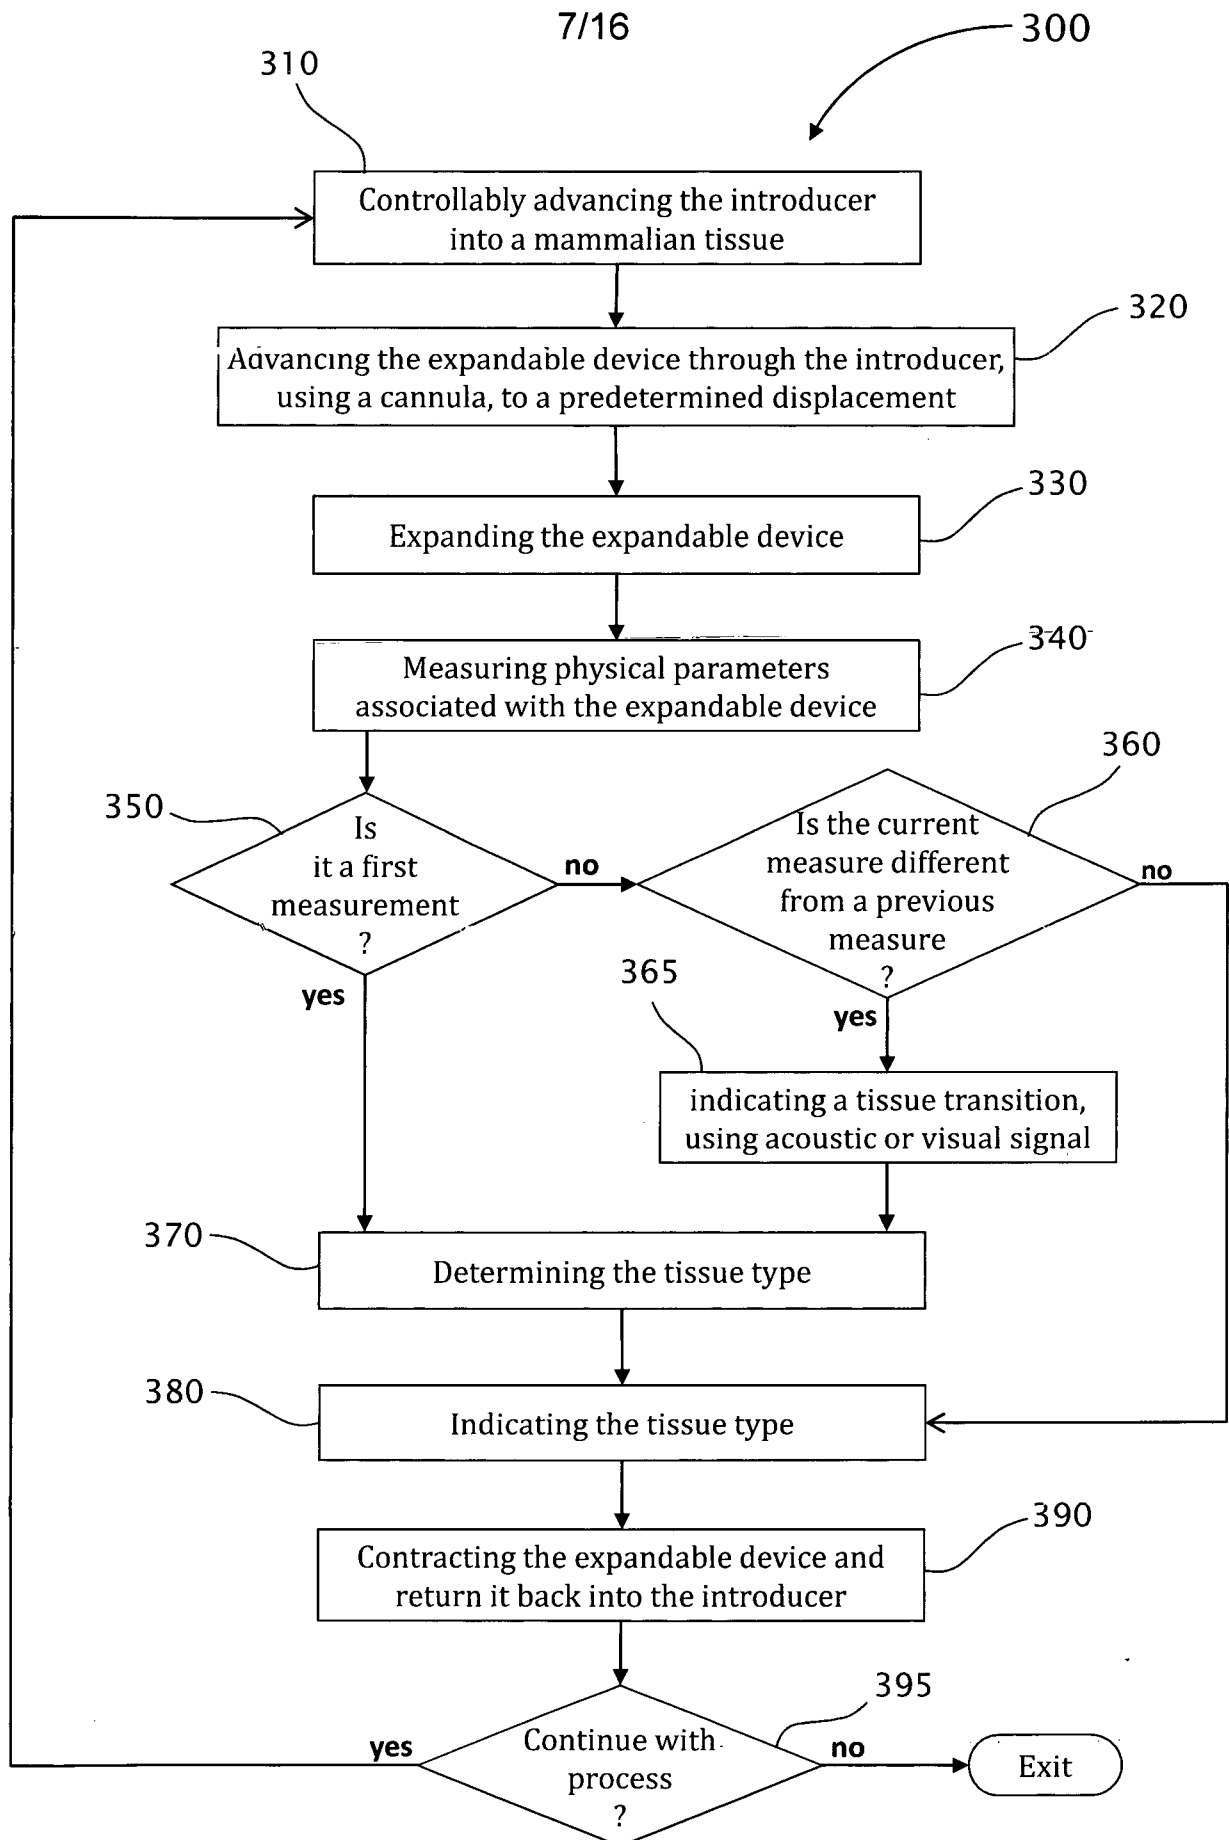 7/16
300
310
Controllably advancing the introducer
into a mammalian tissue
320
Advancing the expandable device through the introducer,
using a cannula, to a predetermined displacement
330
Expanding the expandable device
340
Measuring physical parameters
associated with the expandable device
360
350
Is
it a first
measurement
?
no
Is the current
measure different
from a previous
measure
?
no
yes
365
yes
indicating a tissue transition,
using acoustic or visual signal
370
Determining the tissue type
380
Indicating the tissue type
390
Contracting the expandable device and
return it back into the introducer
395
yes
Continue with
process
?
no
Exit